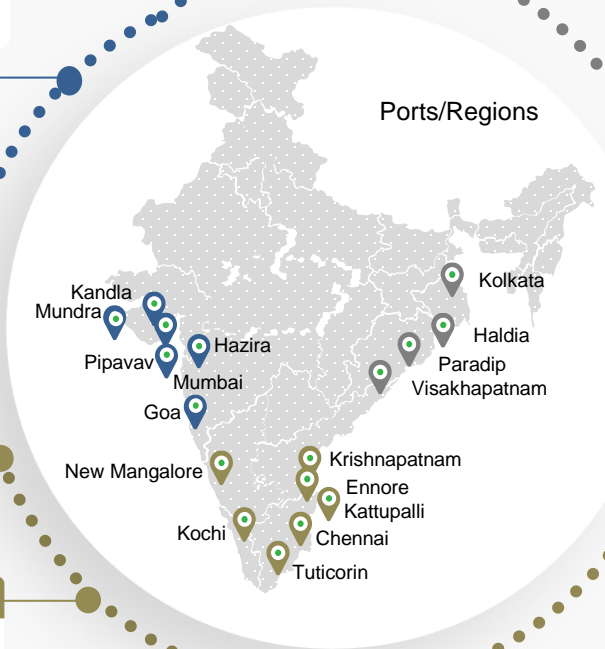 Ports/Regions
Kolkata
Kandla
Mundra
Haldia
Hazira
Pipavav
Paradip
Mumbai
Visakhapatnam
Goa
Krishnapatnam
New Mangalore
Ennore
Kattupalli
Kochi
Chennai
Tuticorin